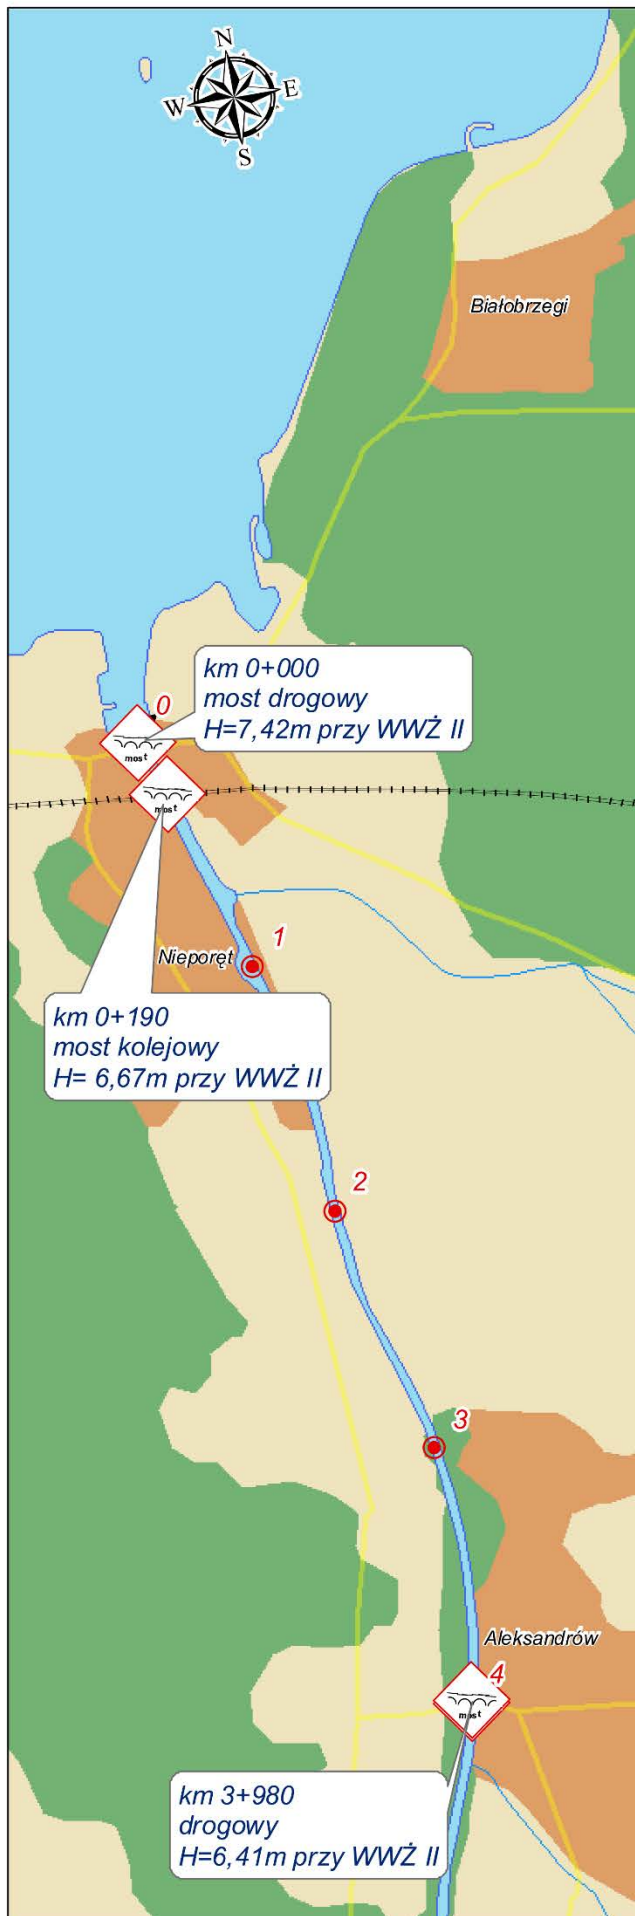 N
W
E
S
Białobrzegi
0
km 0+000
most drogowy
H=7,42m przy WWŻ II
most
most
Nieporęt
1
km 0+190
most kolejowy
H= 6,67m przy WWŻ II
2
3
Aleksandrów
4
most
km 3+980
drogowy
H=6,41m przy WWŻ II